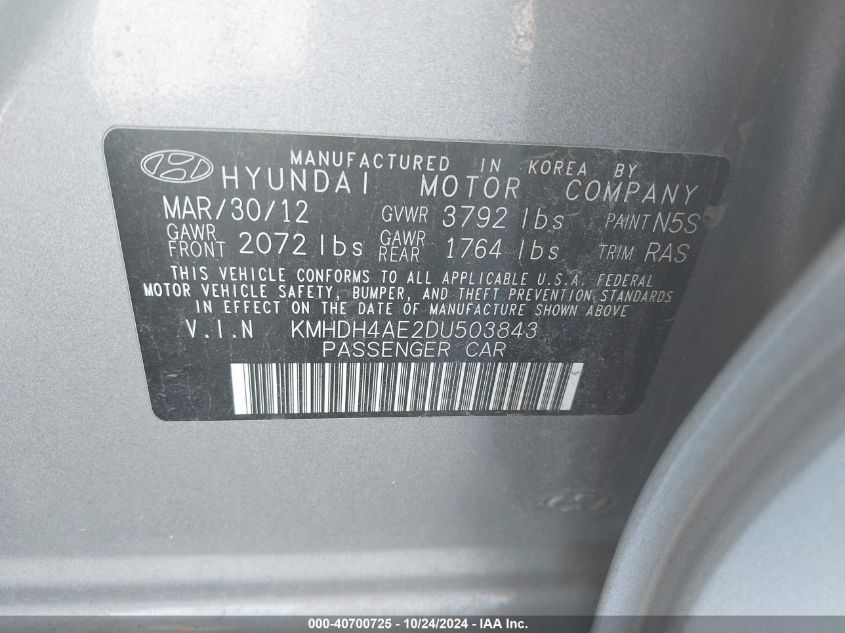 MANUFACTURED IN KOREA BY
HYUNDAI MOTOR COMPANY
MAR/30/12 GVWR 3792 lbs PAINT N5S
GAWR FRONT 2072 lbs GAWR REAR 1764 lbs TRIM RAS
THIS VEHICLE CONFORMS TO ALL APPLICABLE U.S.A. FEDERAL
MOTOR VEHICLE SAFETY, BUMPER, AND THEFT PREVENTION STANDARDS
IN EFFECT ON THE DATE OF MANUFACTURE SHOWN ABOVE
V.I.N KMHDH4AE2DU503843
PASSENGER CAR
000-40700725 - 10/24/2024 - IAA Inc.